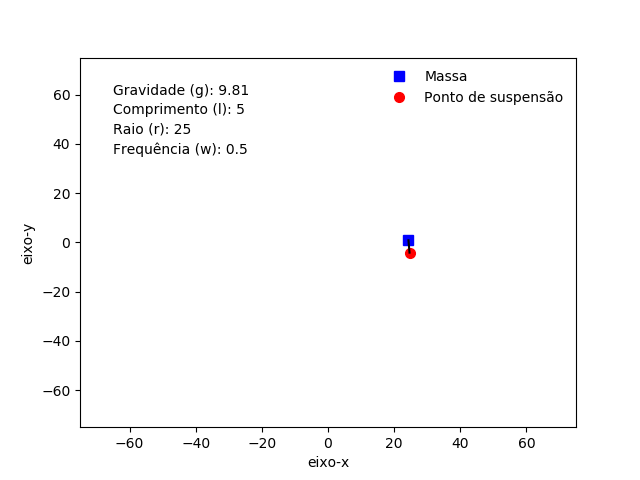 Gravidade (g): 9.81
Comprimento (l): 5
Raio (r): 25
Frequência (w): 0.5
Massa
Ponto de suspensão
eixo-y
60
40
20
0
−20
−40
−60
−60 −40 −20 0 20 40 60
eixo-x